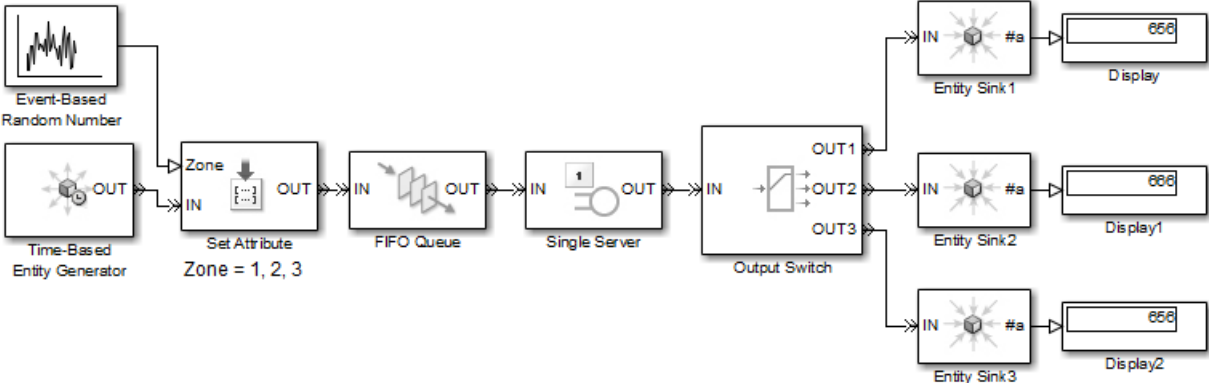 Event-Based
Random Number
OUT
Time-Based
Entity Generator
Zone
IN
OUT
[...]
Set Attribute
Zone = 1, 2, 3
IN
OUT
FIFO Queue
IN
1
OUT
Single Server
IN
OUT1
OUT2
OUT3
Output Switch
IN
#a
Entity Sink1
656
Display
IN
#a
Entity Sink2
666
Display1
IN
#a
Entity Sink3
656
Display2